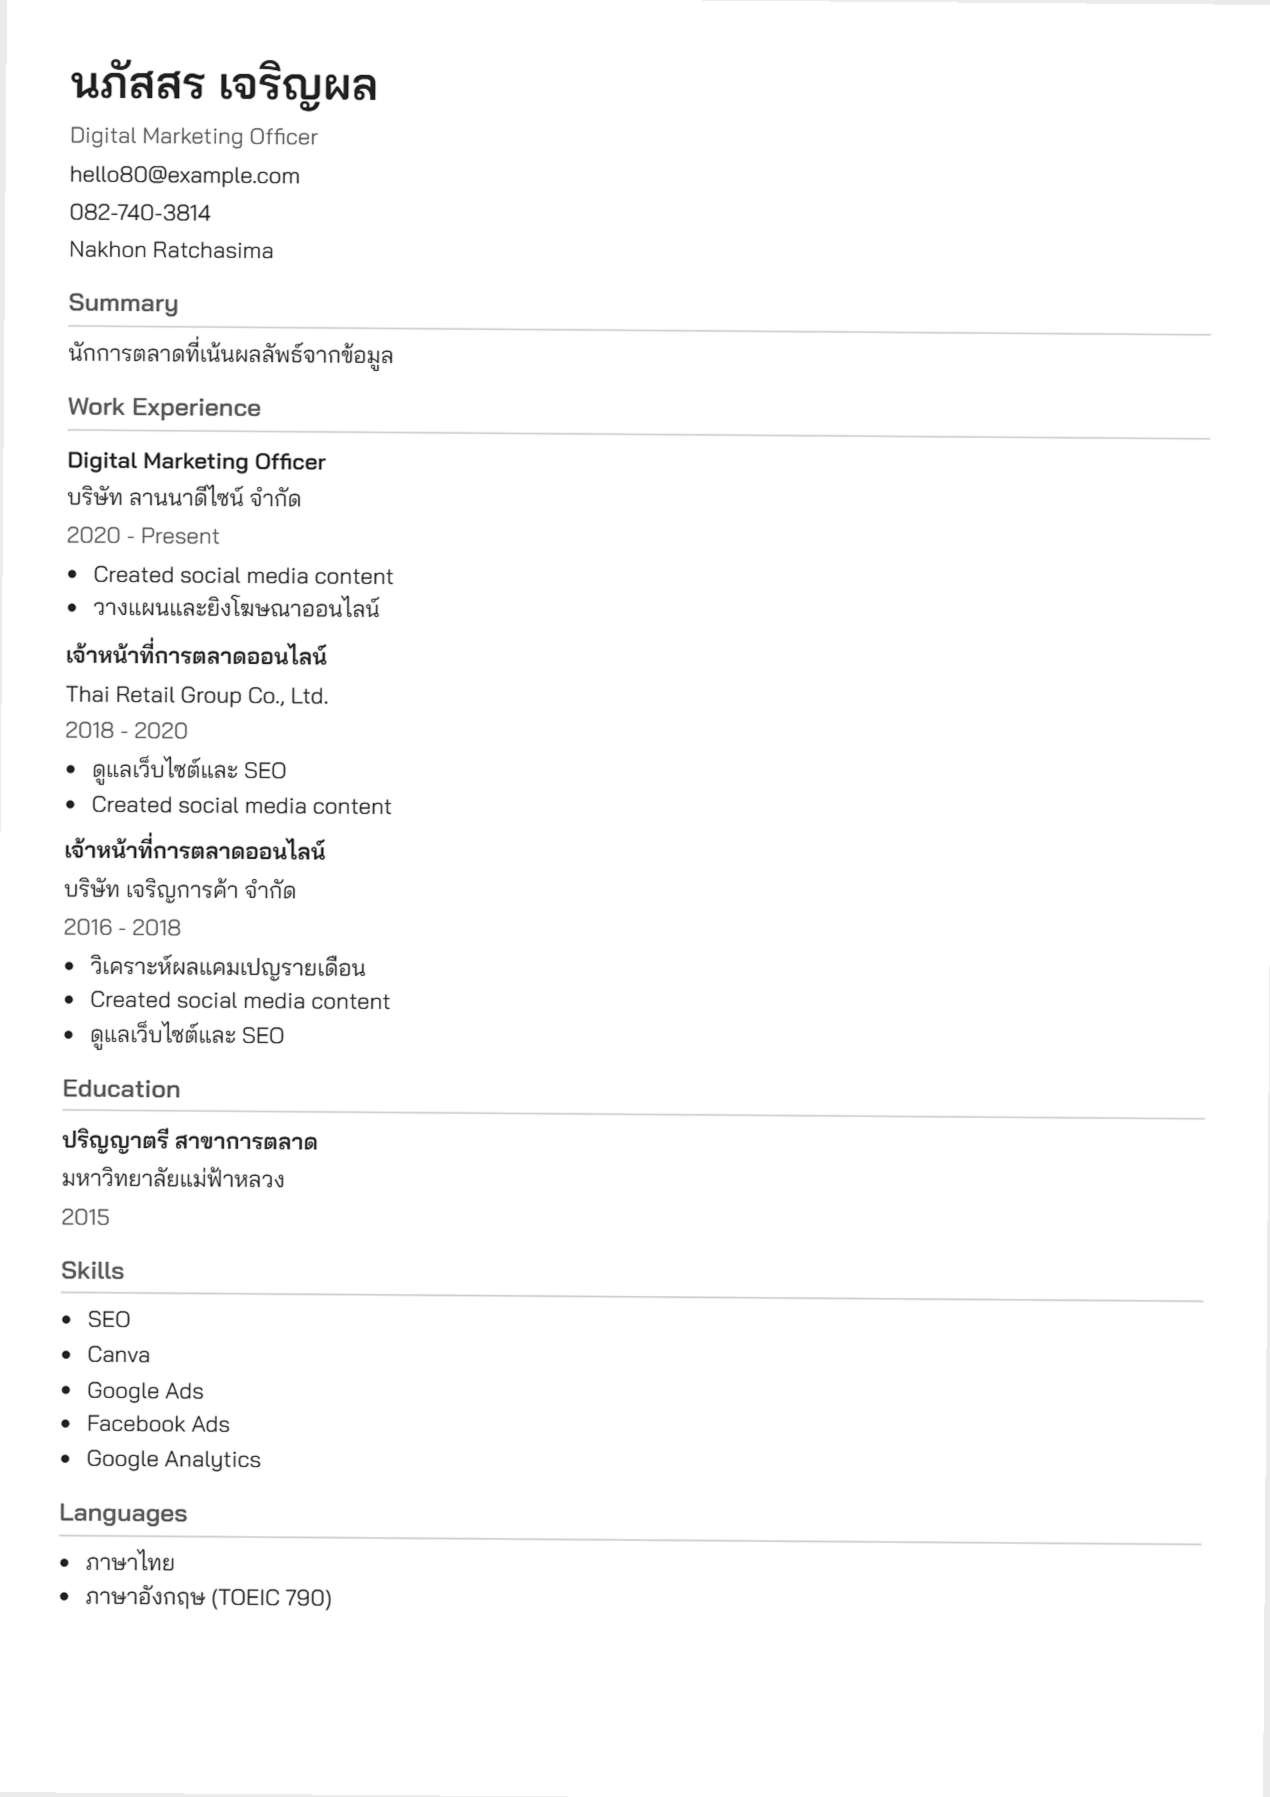 นภัสสร เจริญผล
Digital Marketing Officer
hello80@example.com
082-740-3814
Nakhon Ratchasima
Summary
นักการตลาดที่เน้นผลลัพธ์จากข้อมูล
Work Experience
Digital Marketing Officer
บริษัท ลานนาดีไซน์ จำกัด
2020 - Present
• Created social media content
• วางแผนและยิงโฆษณาออนไลน์
เจ้าหน้าที่การตลาดออนไลน์
Thai Retail Group Co., Ltd.
2018 - 2020
• ดูแลเว็บไซต์และ SEO
• Created social media content
เจ้าหน้าที่การตลาดออนไลน์
บริษัท เจริญการค้า จำกัด
2016 - 2018
• วิเคราะห์ผลแคมเปญรายเดือน
• Created social media content
• ดูแลเว็บไซต์และ SEO
Education
ปริญญาตรี สาขาการตลาด
มหาวิทยาลัยแม่ฟ้าหลวง
2015
Skills
• SEO
• Canva
• Google Ads
• Facebook Ads
• Google Analytics
Languages
• ภาษาไทย
• ภาษาอังกฤษ (TOEIC 790)